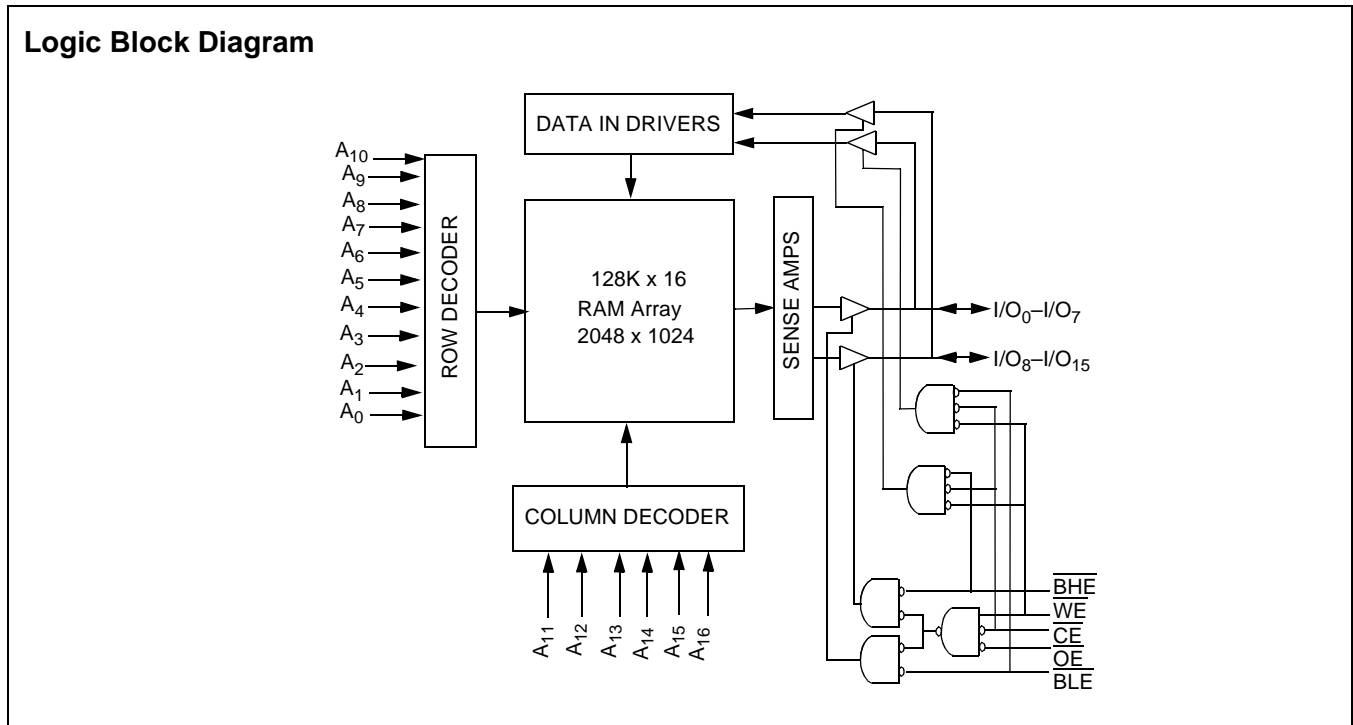 Logic Block Diagram
DATA IN DRIVERS
A10
A9
A8
A7
A6
A5
A4
A3
A2
A1
A0
ROW DECODER
128K x 16
RAM Array
2048 x 1024
SENSE AMPS
I/O0–I/O7
I/O8–I/O15
COLUMN DECODER
A11
A12
A13
A14
A15
A16
BHE
WE
CE
OE
BLE